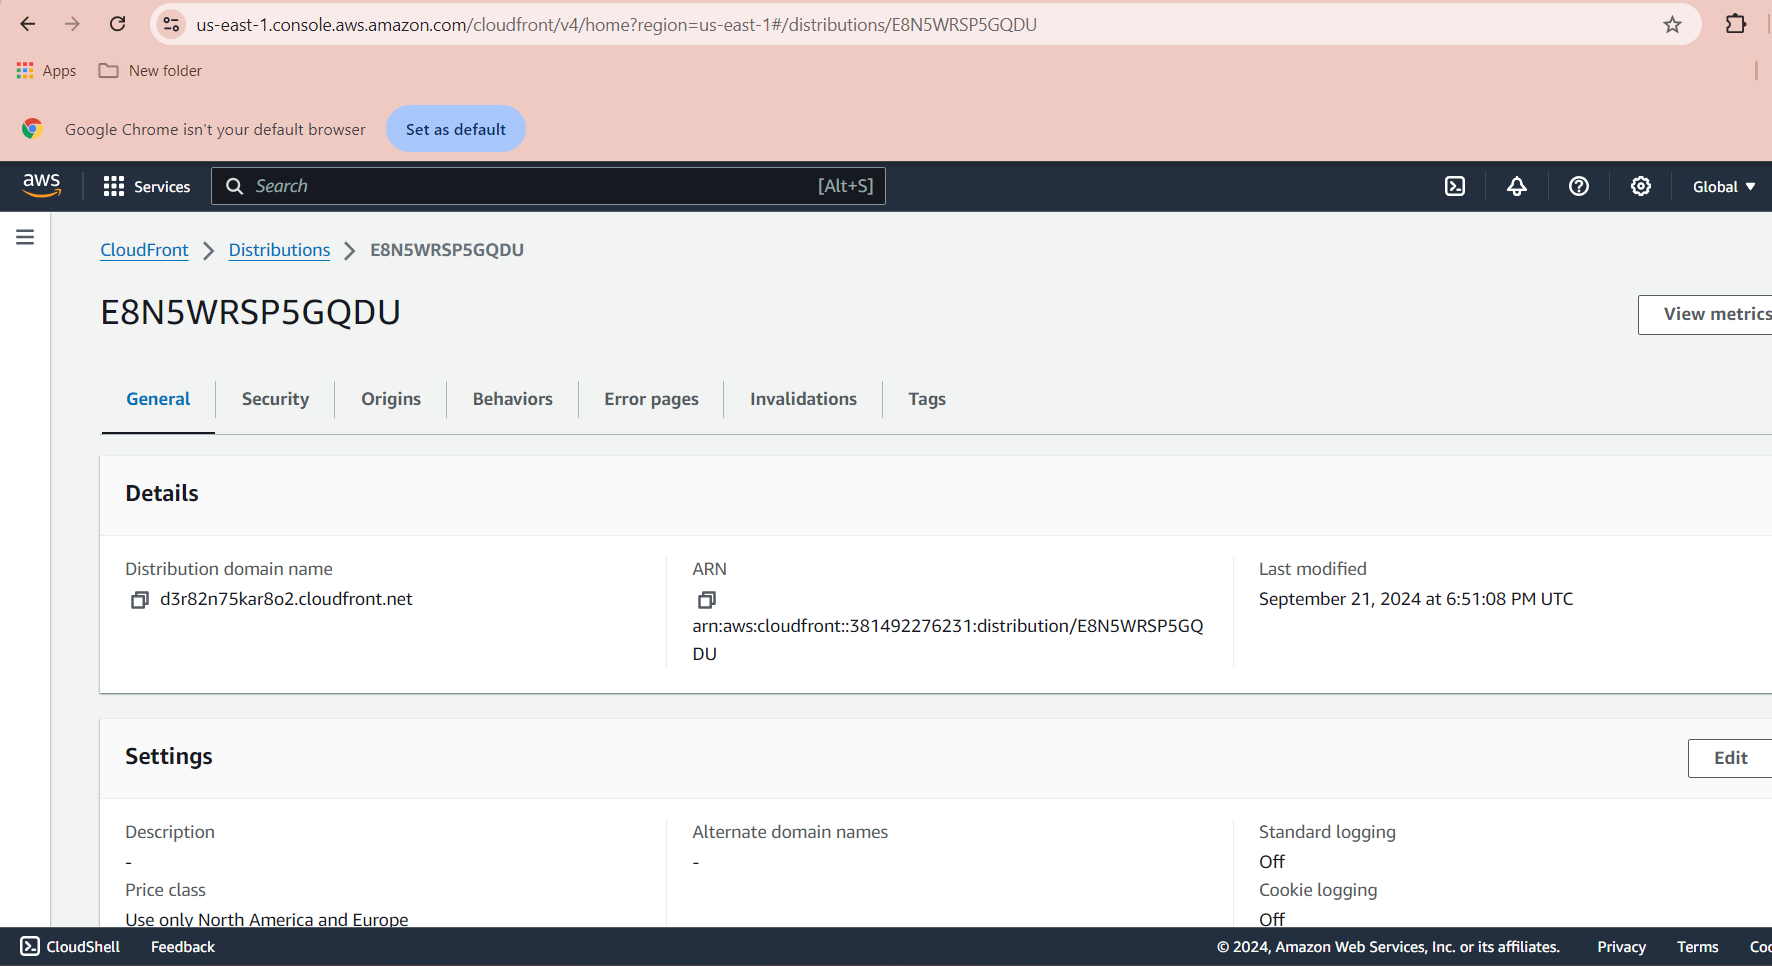 us-east-1.console.aws.amazon.com/cloudfront/v4/home?region=us-east-1#/distributions/E8N5WRSP5GQDU
Apps New folder
Google Chrome isn't your default browser Set as default
aws Services Search [Alt+S] Global
CloudFront Distributions E8N5WRSP5GQDU
E8N5WRSP5GQDU
View metrics
General Security Origins Behaviors Error pages Invalidations Tags
Details
Distribution domain name
d3r82n75kar8o2.cloudfront.net
ARN
arn:aws:cloudfront::381492276231:distribution/E8N5WRSP5GQ
DU
Last modified
September 21, 2024 at 6:51:08 PM UTC
Settings
Edit
Description
-
Price class
Use only North America and Europe
Alternate domain names
-
Standard logging
Off
Cookie logging
Off
CloudShell Feedback © 2024, Amazon Web Services, Inc. or its affiliates. Privacy Terms